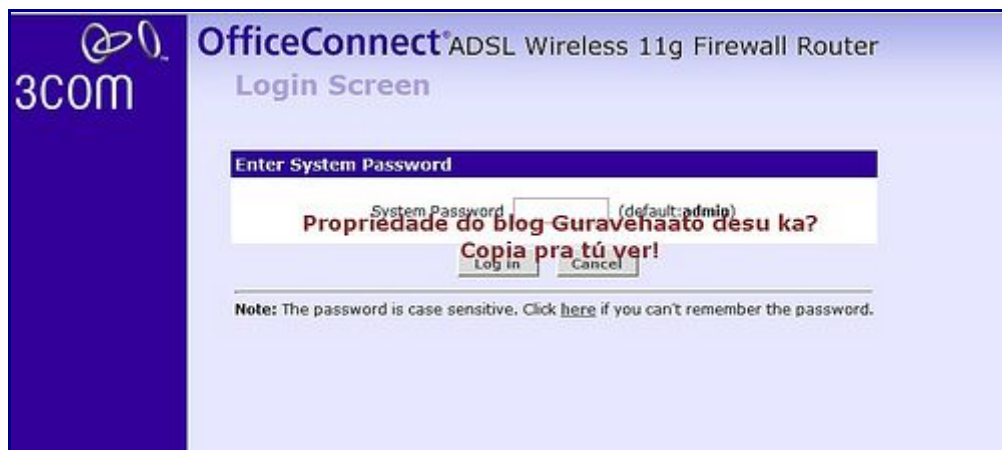 3COM
OfficeConnect® ADSL Wireless 11g Firewall Router
Login Screen
Enter System Password
System Password (default:admin)
Propriedade do blog Guravehaato desu ka?
Copia pra tú ver!
Log in Cancel
Note: The password is case sensitive. Click here if you can't remember the password.